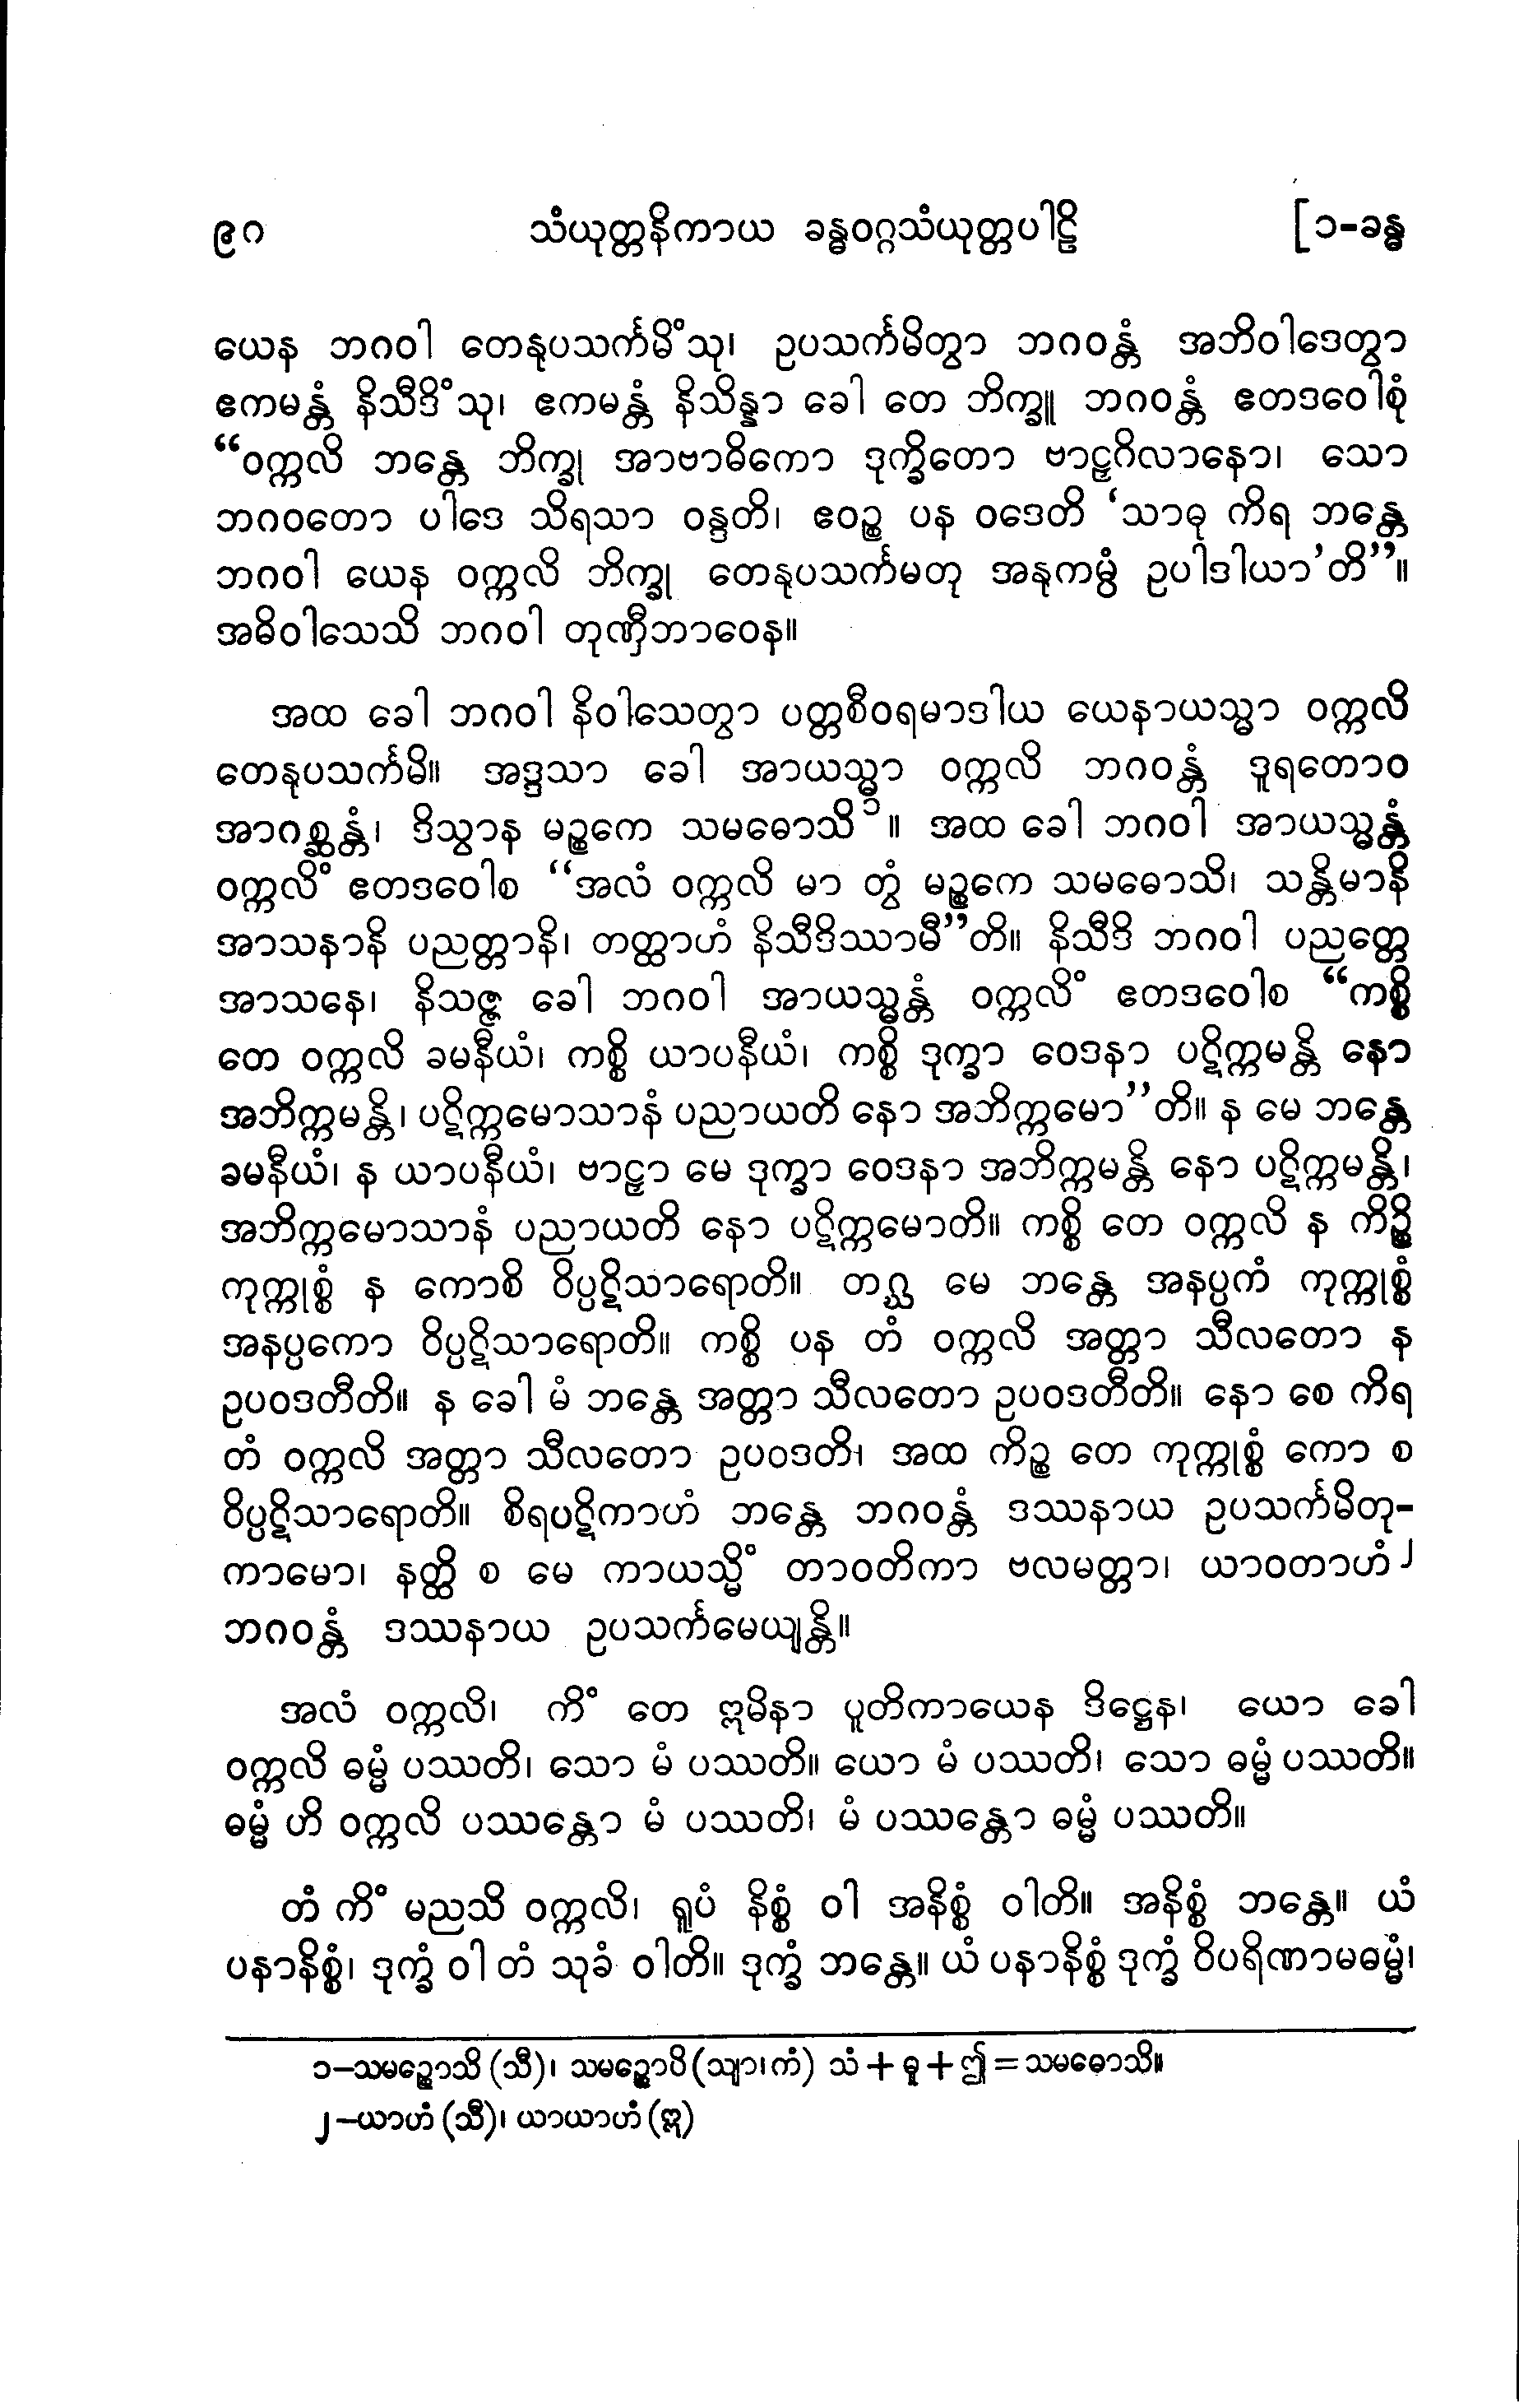 ၉ဂ သံယုတ္တနိကာယ ခန္ဓဝဂ္ဂသံယုတ္တပါဠိ [၁-ခန္ဓ
ယေန ဘဂဝါ တေနုပသင်္ကမိံသု၊ ဥပသင်္ကမိတွာ ဘဂဝန္တံ အဘိဝါဒေတွာ
ဧကမန္တံ နိသီဒိံသု၊ ဧကမန္တံ နိသိန္နာ ခေါ တေ ဘိက္ခူ ဘဂဝန္တံ ဧတဒဝေါစုံ
“ဝက္ကလိ ဘန္တေ ဘိက္ခု အာဗာဓိကော ဒုက္ခိတော ဗာဠှဂိလာနော၊ သော
ဘဂဝတော ပါဒေ သိရသာ ဝန္ဒတိ၊ ဧဝဉ္စ ပန ဝဒေတိ ‘သာဓု ကိရ ဘန္တေ
ဘဂဝါ ယေန ဝက္ကလိ ဘိက္ခု တေနုပသင်္ကမတု အနုကမ္ပံ ဥပါဒါယာ’တိ”။
အဓိဝါသေသိ ဘဂဝါ တုဏှီဘာဝေန။
အထ ခေါ ဘဂဝါ နိဝါသေတွာ ပတ္တစီဝရမာဒါယ ယေနာယသ္မာ ဝက္ကလိ
တေနုပသင်္ကမိ။ အဒ္ဒသာ ခေါ အာယသ္မာ ဝက္ကလိ ဘဂဝန္တံ ဒူရတောဝ
အာဂစ္ဆန္တံ၊ ဒိသွာန မဉ္စကေ သမဓောသိ၁။ အထ ခေါ ဘဂဝါ အာယသ္မန္တံ
ဝက္ကလိံ ဧတဒဝေါစ “အလံ ဝက္ကလိ မာ တွံ မဉ္စကေ သမဓောသိ၊ သန္တိမာနိ
အာသနာနိ ပညတ္တာနိ၊ တတ္ထာဟံ နိသီဒိဿာမီ”တိ။ နိသီဒိ ဘဂဝါ ပညတ္တေ
အာသနေ၊ နိသဇ္ဇ ခေါ ဘဂဝါ အာယသ္မန္တံ ဝက္ကလိံ ဧတဒဝေါစ “ကစ္စိ
တေ ဝက္ကလိ ခမနီယံ၊ ကစ္စိ ယာပနီယံ၊ ကစ္စိ ဒုက္ခာ ဝေဒနာ ပဋိက္ကမန္တိ နော
အဘိက္ကမန္တိ၊ ပဋိက္ကမောသာနံ ပညာယတိ နော အဘိက္ကမော”တိ။ န မေ ဘန္တေ
ခမနီယံ၊ န ယာပနီယံ၊ ဗာဠှာ မေ ဒုက္ခာ ဝေဒနာ အဘိက္ကမန္တိ နော ပဋိက္ကမန္တိ၊
အဘိက္ကမောသာနံ ပညာယတိ နော ပဋိက္ကမောတိ။ ကစ္စိ တေ ဝက္ကလိ န ကိဉ္စိ
ကုက္ကုစ္စံ န ကောစိ ဝိပ္ပဋိသာရောတိ။ တဂ္ဃ မေ ဘန္တေ အနပ္ပကံ ကုက္ကုစ္စံ
အနပ္ပကော ဝိပ္ပဋိသာရောတိ။ ကစ္စိ ပန တံ ဝက္ကလိ အတ္တာ သီလတော န
ဥပဝဒတီတိ။ န ခေါ မံ ဘန္တေ အတ္တာ သီလတော ဥပဝဒတီတိ။ နော စေ ကိရ
တံ ဝက္ကလိ အတ္တာ သီလတော ဥပဝဒတိ၊ အထ ကိဉ္စ တေ ကုက္ကုစ္စံ ကော စ
ဝိပ္ပဋိသာရောတိ။ စိရပဋိကာဟံ ဘန္တေ ဘဂဝန္တံ ဒဿနာယ ဥပသင်္ကမိတု-
ကာမော၊ နတ္ထိ စ မေ ကာယသ္မိံ တာဝတိကာ ဗလမတ္တာ၊ ယာဝတာဟံ၂
ဘဂဝန္တံ ဒဿနာယ ဥပသင်္ကမေယျန္တိ။
အလံ ဝက္ကလိ၊ ကိံ တေ ဣမိနာ ပူတိကာယေန ဒိဋ္ဌေန၊ ယော ခေါ
ဝက္ကလိ ဓမ္မံ ပဿတိ၊ သော မံ ပဿတိ။ ယော မံ ပဿတိ၊ သော ဓမ္မံ ပဿတိ။
ဓမ္မံ ဟိ ဝက္ကလိ ပဿန္တော မံ ပဿတိ၊ မံ ပဿန္တော ဓမ္မံ ပဿတိ။
တံ ကိံ မညသိ ဝက္ကလိ၊ ရူပံ နိစ္စံ ဝါ အနိစ္စံ ဝါတိ။ အနိစ္စံ ဘန္တေ။ ယံ
ပနာနိစ္စံ၊ ဒုက္ခံ ဝါ တံ သုခံ ဝါတိ။ ဒုက္ခံ ဘန္တေ။ ယံ ပနာနိစ္စံ ဒုက္ခံ ဝိပရိဏာမဓမ္မံ၊
၁–သမဉ္စောသိ (သီ)၊ သမဉ္စောပိ (သျာ၊ကံ) သံ + ဓူ + ဤ = သမဓောသိ။
၂–ယာဟံ (သီ)၊ ယာယာဟံ (ဣ)